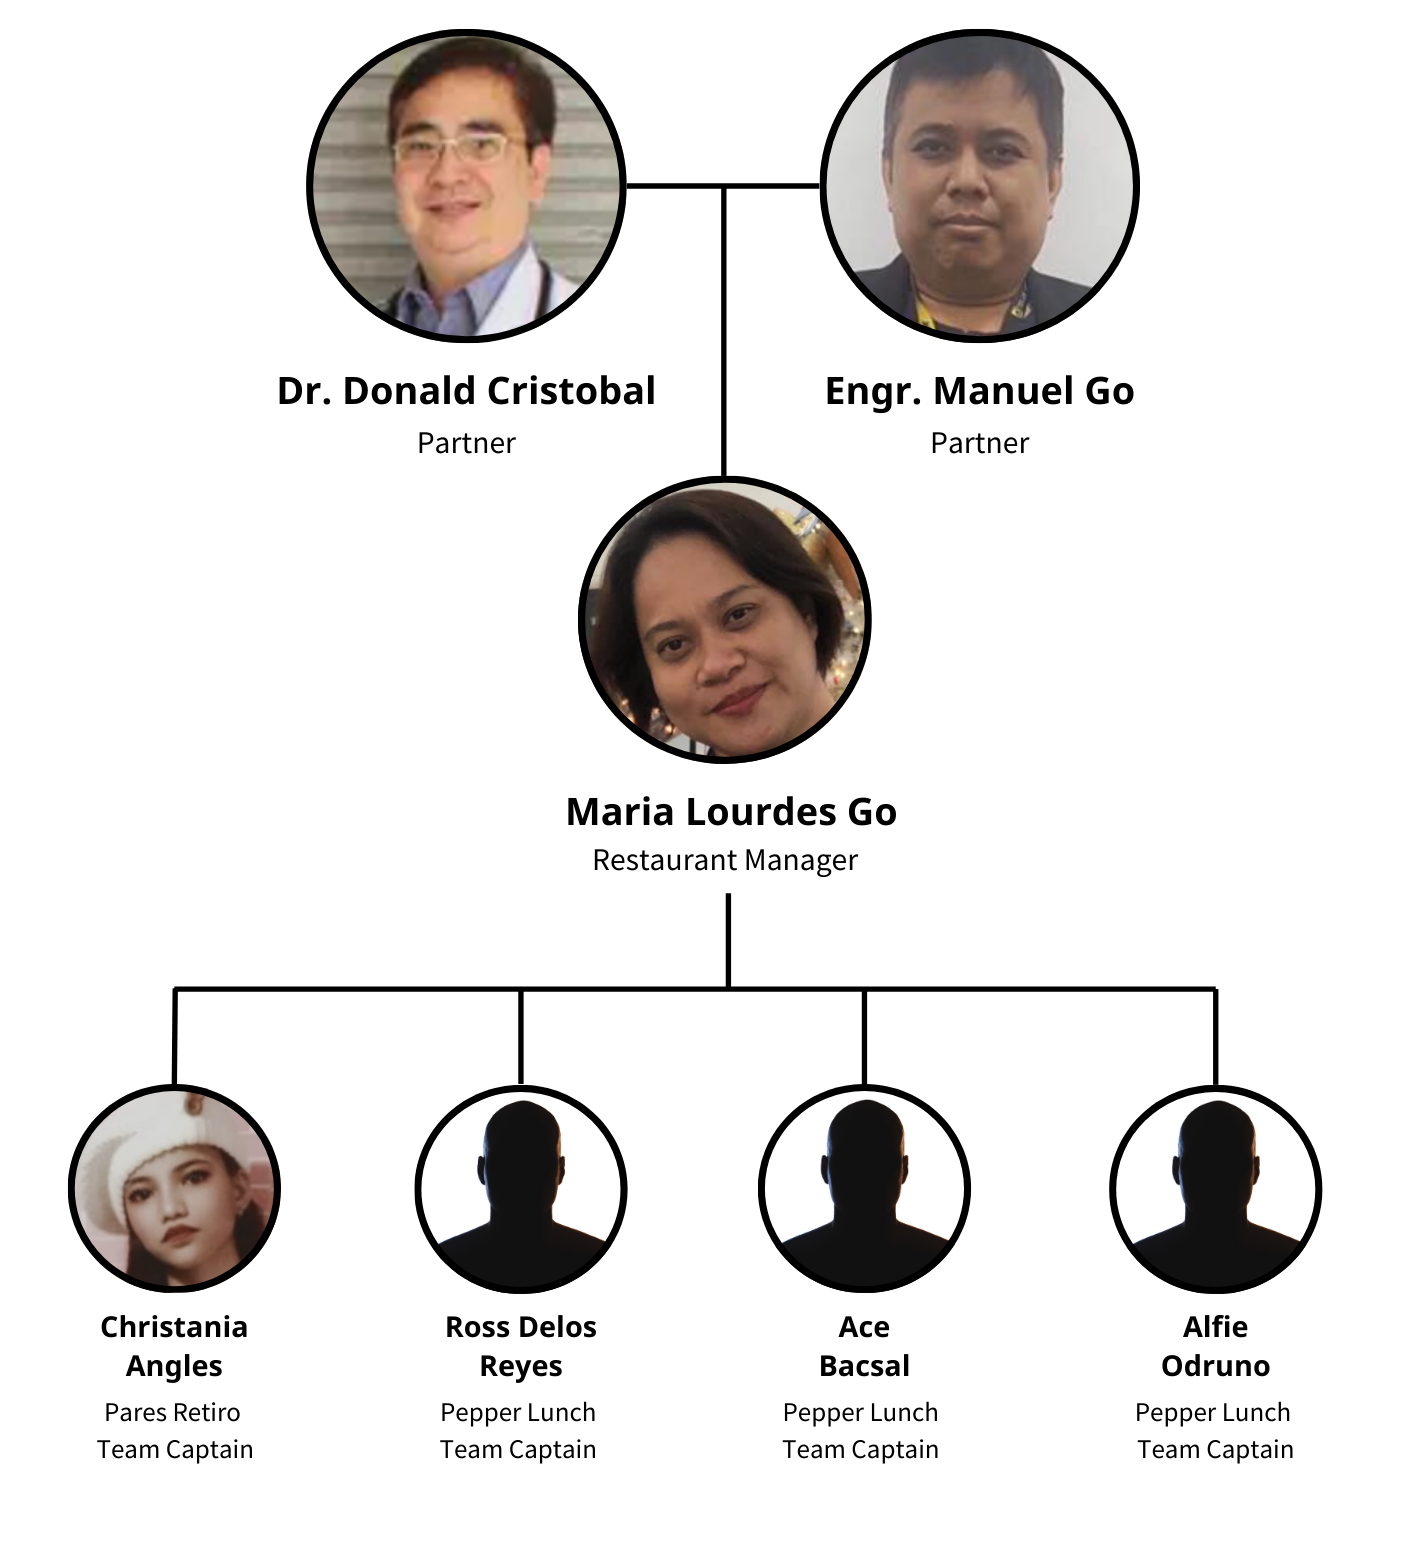 Dr. Donald Cristobal
Partner
Engr. Manuel Go
Partner
Maria Lourdes Go
Restaurant Manager
Christania
Angles
Pares Retiro
Team Captain
Ross Delos
Reyes
Pepper Lunch
Team Captain
Ace
Bacsal
Pepper Lunch
Team Captain
Alfie
Odruno
Pepper Lunch
Team Captain